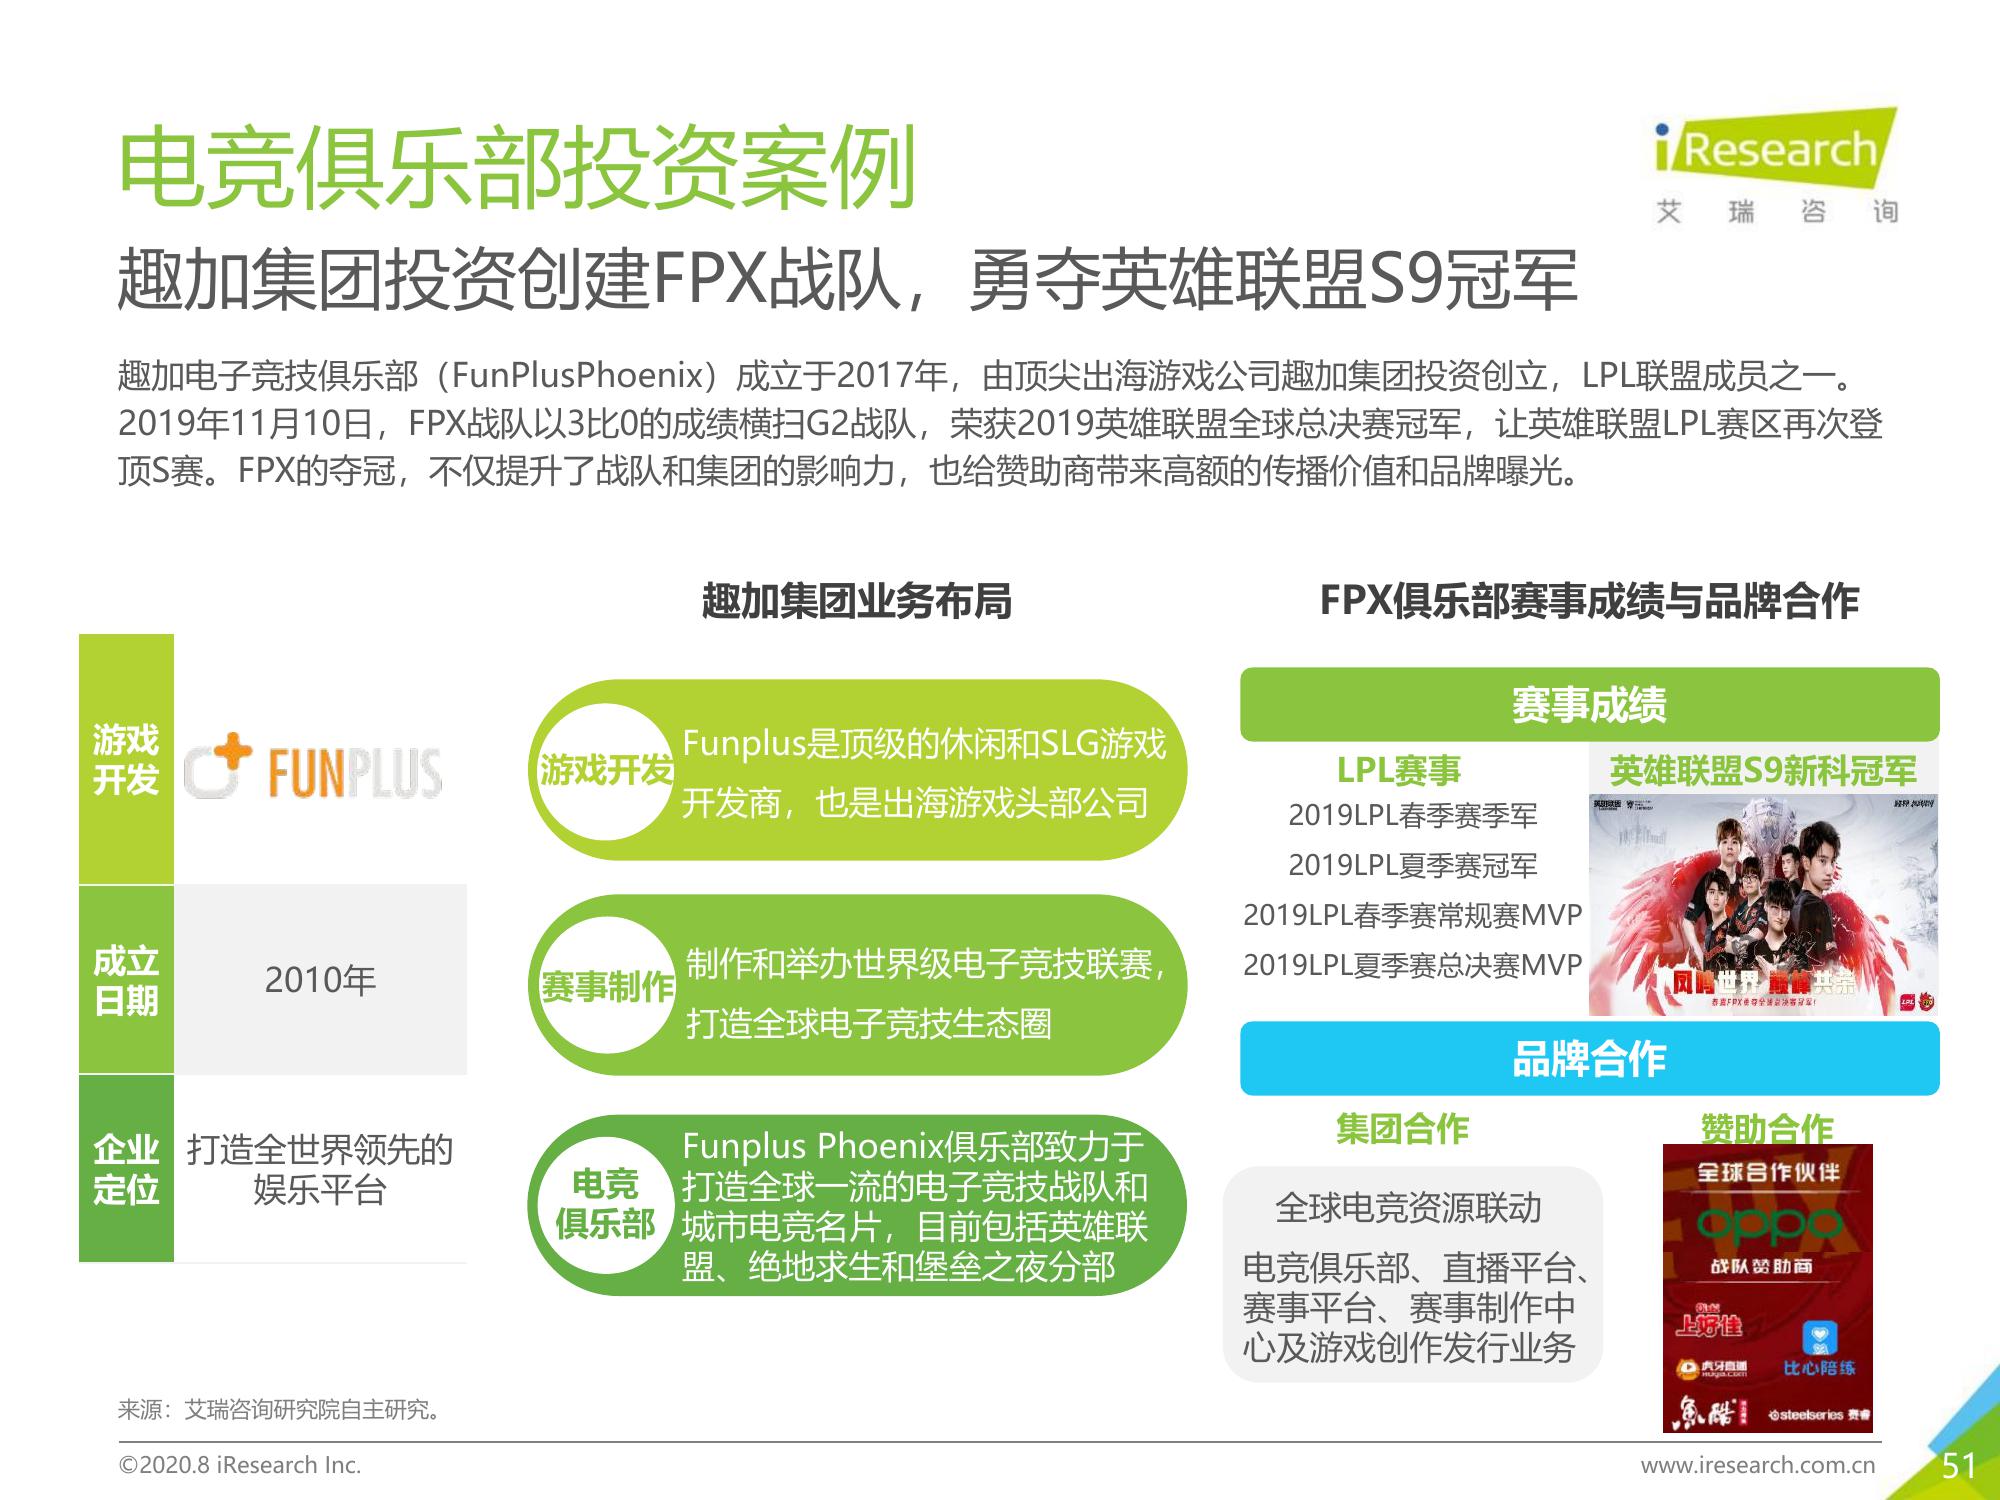 电竞俱乐部投资案例
iResearch
艾瑞咨询
趣加集团投资创建FPX战队，勇夺英雄联盟S9冠军
趣加电子竞技俱乐部（FunPlusPhoenix）成立于2017年，由顶尖出海游戏公司趣加集团投资创立，LPL联盟成员之一。
2019年11月10日，FPX战队以3比0的成绩横扫G2战队，荣获2019英雄联盟全球总决赛冠军，让英雄联盟LPL赛区再次登
顶S赛。FPX的夺冠，不仅提升了战队和集团的影响力，也给赞助商带来高额的传播价值和品牌曝光。
游戏
开发
FUNPLUS
成立
日期
2010年
企业
定位
打造全世界领先的
娱乐平台
趣加集团业务布局
游戏开发
Funplus是顶级的休闲和SLG游戏
开发商，也是出海游戏头部公司
赛事制作
制作和举办世界级电子竞技联赛，
打造全球电子竞技生态圈
电竞
俱乐部
Funplus Phoenix俱乐部致力于
打造全球一流的电子竞技战队和
城市电竞名片，目前包括英雄联
盟、绝地求生和堡垒之夜分部
FPX俱乐部赛事成绩与品牌合作
赛事成绩
LPL赛事
2019LPL春季赛季军
2019LPL夏季赛冠军
2019LPL春季赛常规赛MVP
2019LPL夏季赛总决赛MVP
英雄联盟S9新科冠军
凤鸣世界 巅峰共荣
恭喜FPX勇夺全球总决赛冠军!
LPL
品牌合作
集团合作
全球电竞资源联动
电竞俱乐部、直播平台、
赛事平台、赛事制作中
心及游戏创作发行业务
赞助合作
全球合作伙伴
oppo
战队赞助商
Oishi
上好佳
比心陪练
虎牙直播
HUYA.COM
steelseries 赛睿
来源：艾瑞咨询研究院自主研究。
©2020.8 iResearch Inc.
www.iresearch.com.cn
51